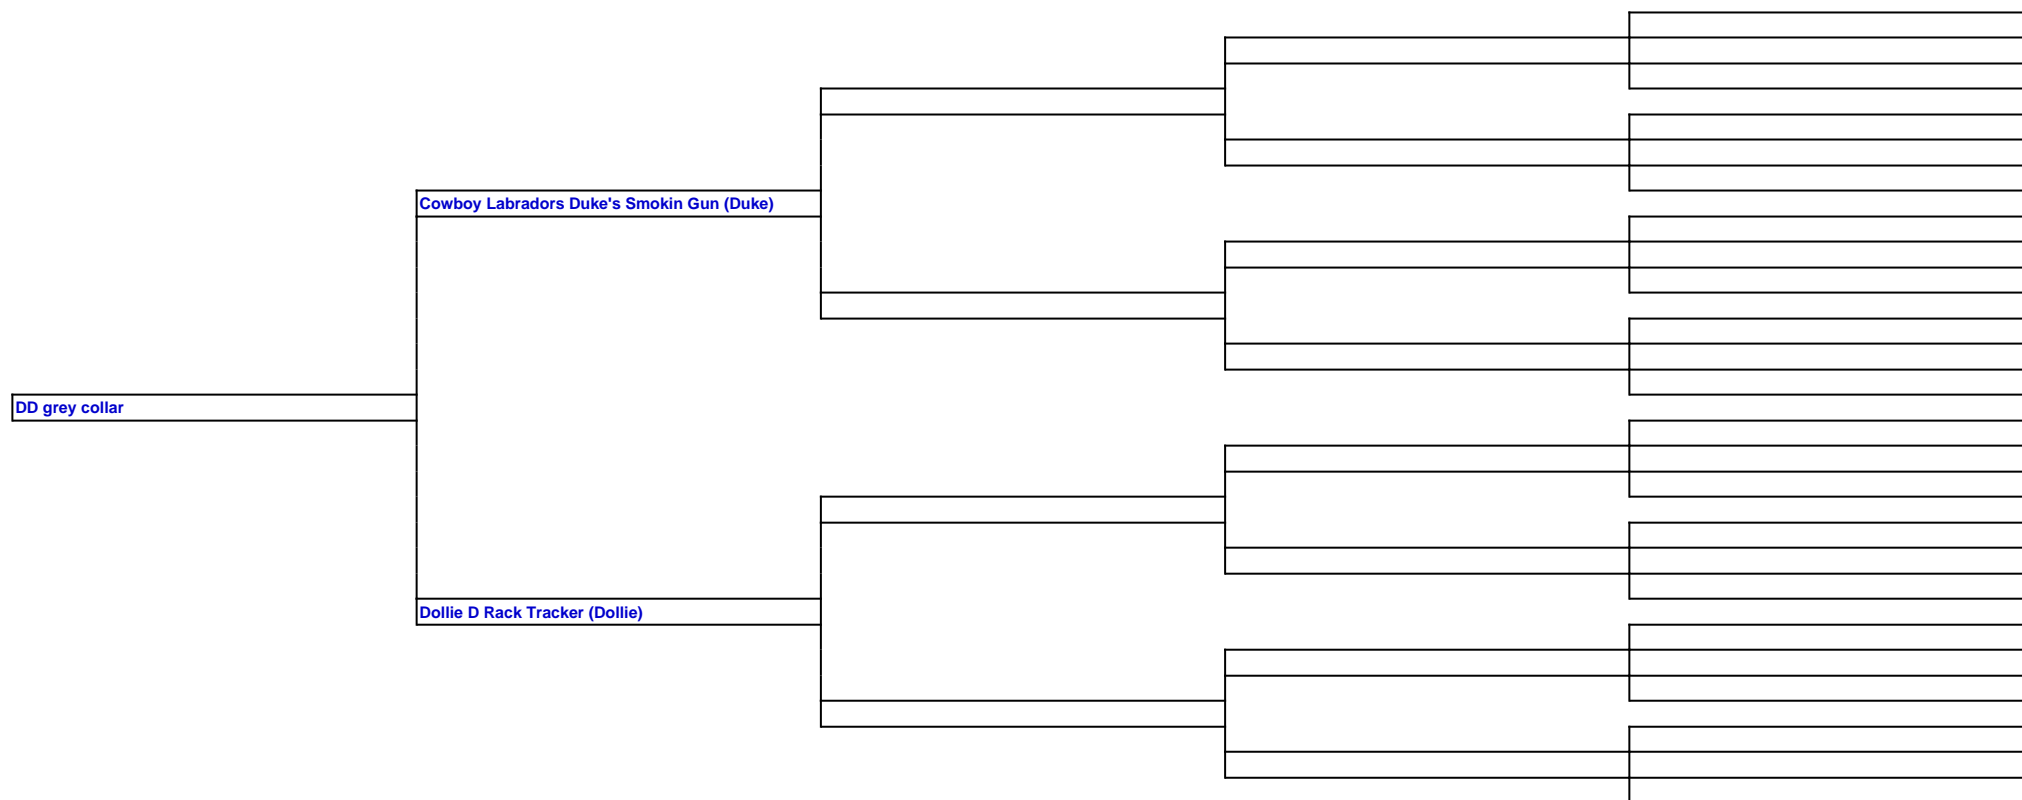 Cowboy Labradors Duke's Smokin Gun (Duke)
DD grey collar
Dollie D Rack Tracker (Dollie)